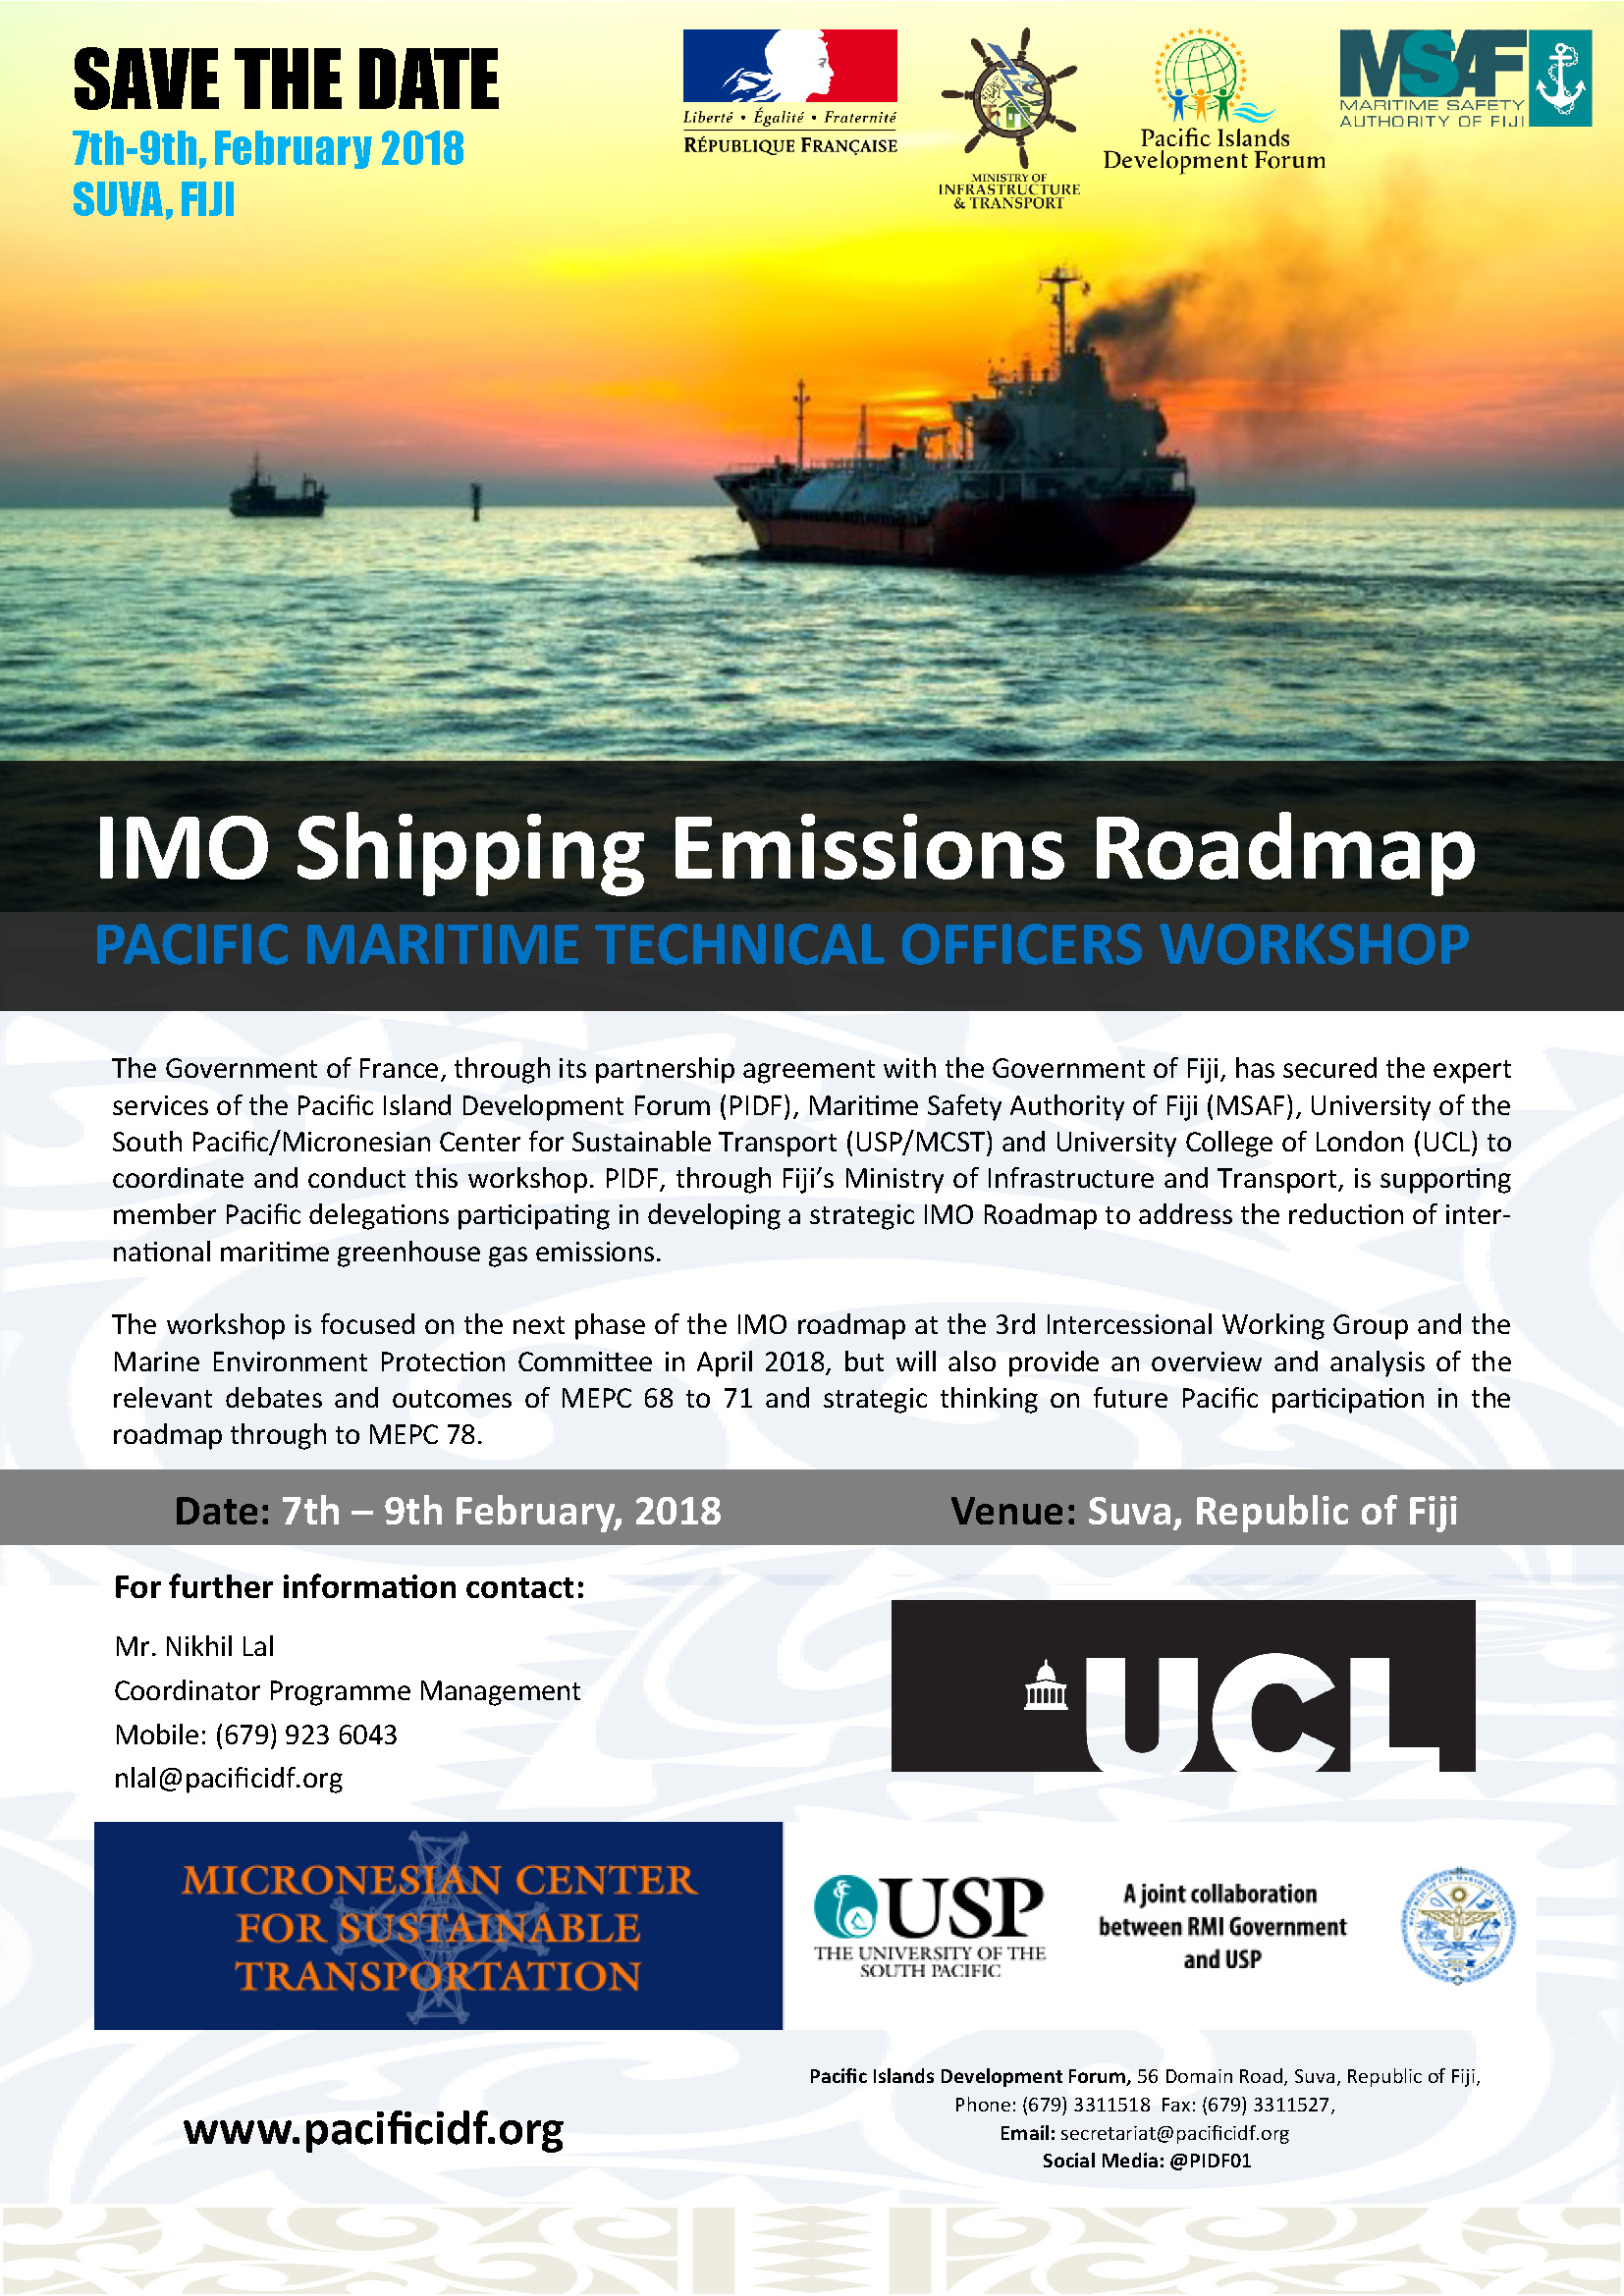 SAVE THE DATE
7th-9th, February 2018
SUVA, FIJI
Liberté • Égalité • Fraternité
RÉPUBLIQUE FRANÇAISE
MINISTRY OF
INFRASTRUCTURE
& TRANSPORT
Pacific Islands
Development Forum
MSAF
MARITIME SAFETY
AUTHORITY OF FIJI
IMO Shipping Emissions Roadmap
PACIFIC MARITIME TECHNICAL OFFICERS WORKSHOP
The Government of France, through its partnership agreement with the Government of Fiji, has secured the expert
services of the Pacific Island Development Forum (PIDF), Maritime Safety Authority of Fiji (MSAF), University of the
South Pacific/Micronesian Center for Sustainable Transport (USP/MCST) and University College of London (UCL) to
coordinate and conduct this workshop. PIDF, through Fiji’s Ministry of Infrastructure and Transport, is supporting
member Pacific delegations participating in developing a strategic IMO Roadmap to address the reduction of inter-
national maritime greenhouse gas emissions.
The workshop is focused on the next phase of the IMO roadmap at the 3rd Intercessional Working Group and the
Marine Environment Protection Committee in April 2018, but will also provide an overview and analysis of the
relevant debates and outcomes of MEPC 68 to 71 and strategic thinking on future Pacific participation in the
roadmap through to MEPC 78.
Date: 7th – 9th February, 2018
Venue: Suva, Republic of Fiji
For further information contact:
Mr. Nikhil Lal
Coordinator Programme Management
Mobile: (679) 923 6043
nlal@pacificidf.org
UCL
MICRONESIAN CENTER
FOR SUSTAINABLE
TRANSPORTATION
USP
THE UNIVERSITY OF THE
SOUTH PACIFIC
A joint collaboration
between RMI Government
and USP
www.pacificidf.org
Pacific Islands Development Forum, 56 Domain Road, Suva, Republic of Fiji,
Phone: (679) 3311518 Fax: (679) 3311527,
Email: secretariat@pacificidf.org
Social Media: @PIDF01